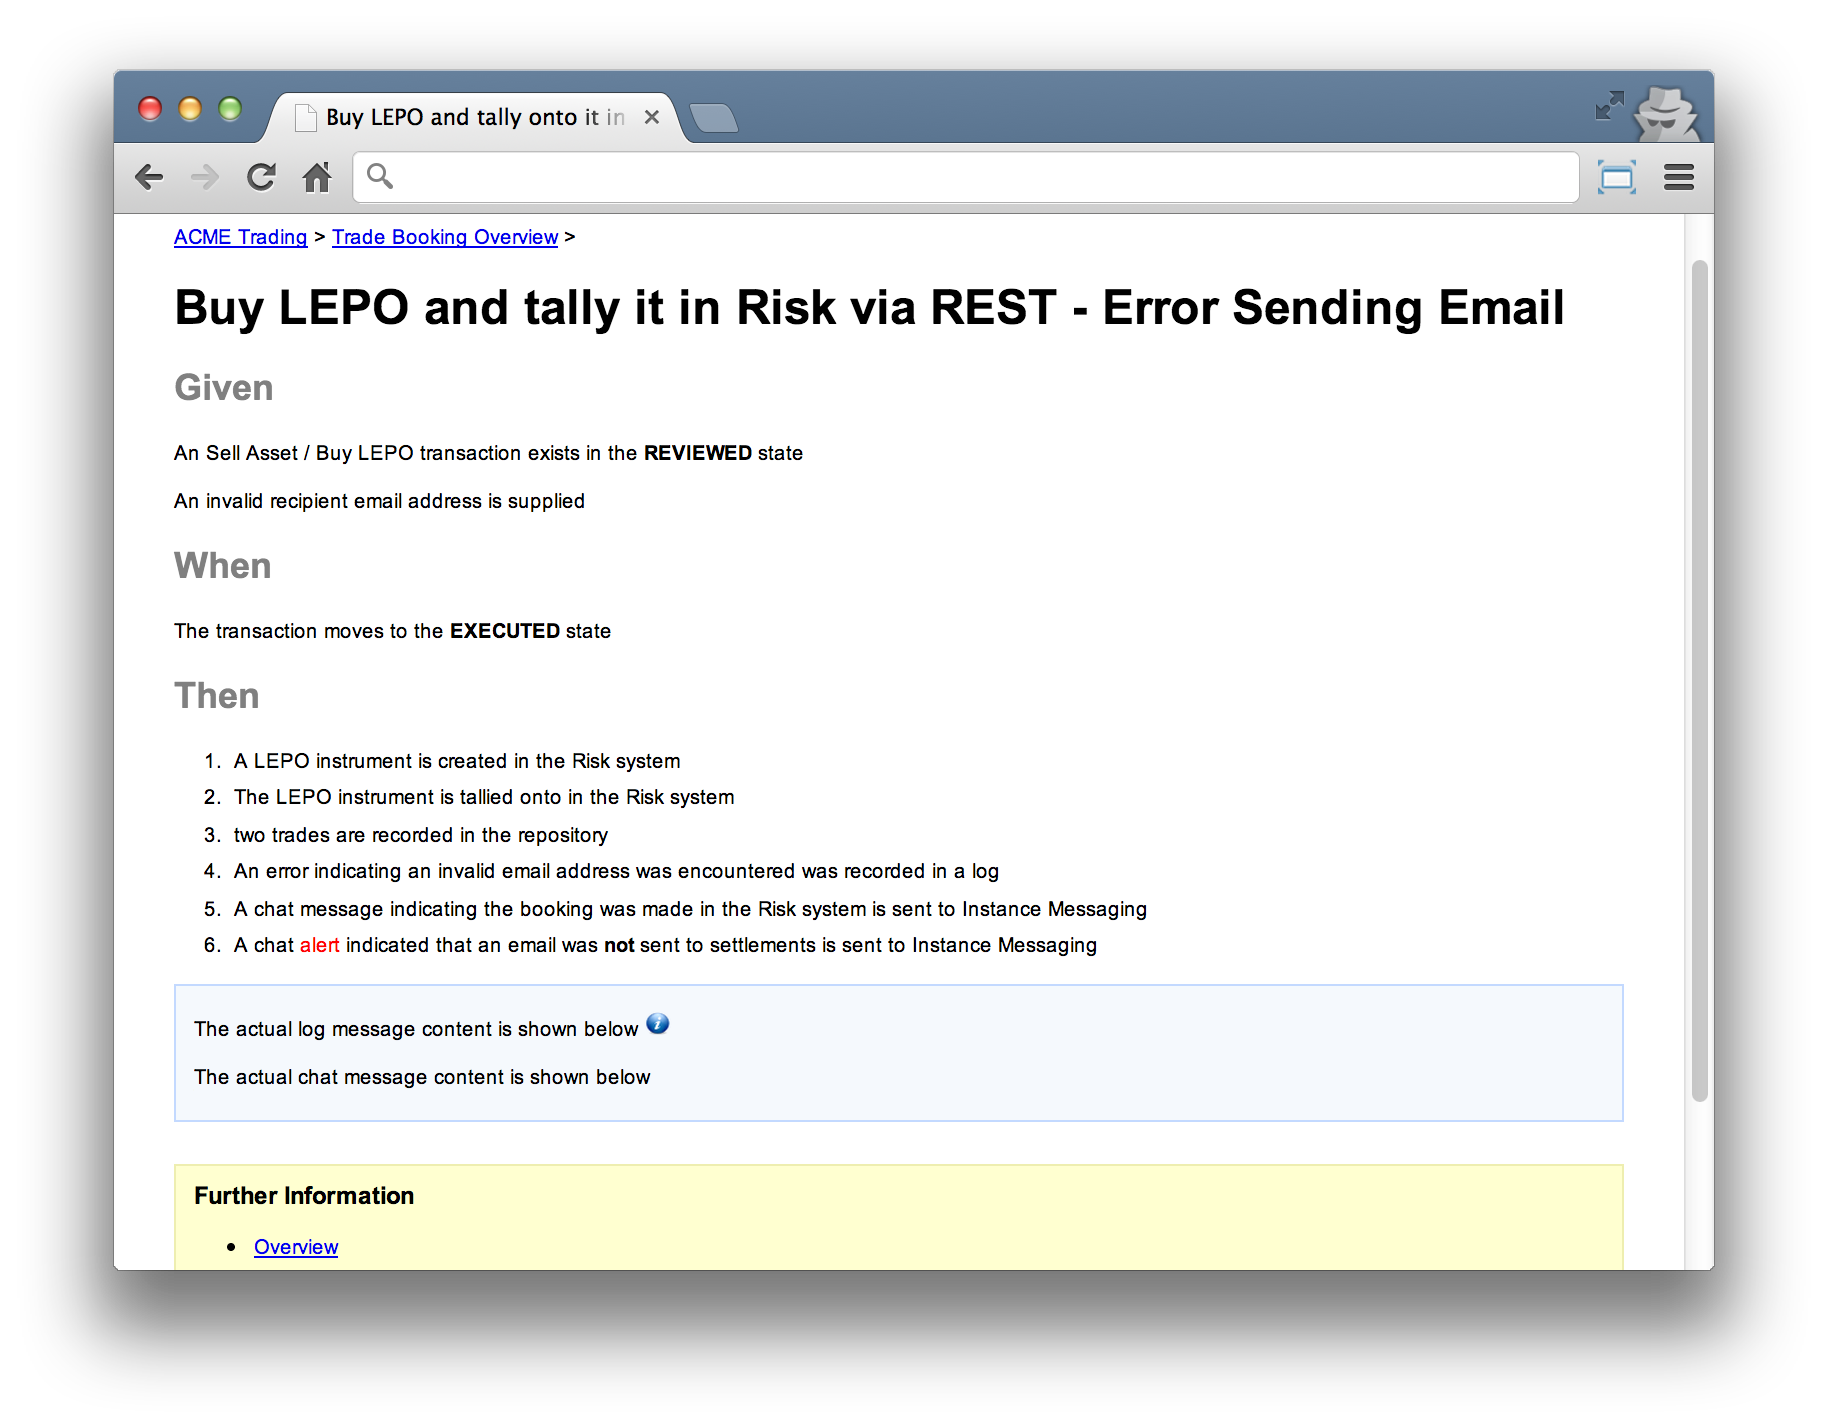 Buy LEPO and tally onto it in
ACME Trading > Trade Booking Overview >
Buy LEPO and tally it in Risk via REST - Error Sending Email
Given
An Sell Asset / Buy LEPO transaction exists in the REVIEWED state
An invalid recipient email address is supplied
When
The transaction moves to the EXECUTED state
Then
1. A LEPO instrument is created in the Risk system
2. The LEPO instrument is tallied onto in the Risk system
3. two trades are recorded in the repository
4. An error indicating an invalid email address was encountered was recorded in a log
5. A chat message indicating the booking was made in the Risk system is sent to Instance Messaging
6. A chat alert indicated that an email was not sent to settlements is sent to Instance Messaging
The actual log message content is shown below
The actual chat message content is shown below
Further Information
• Overview